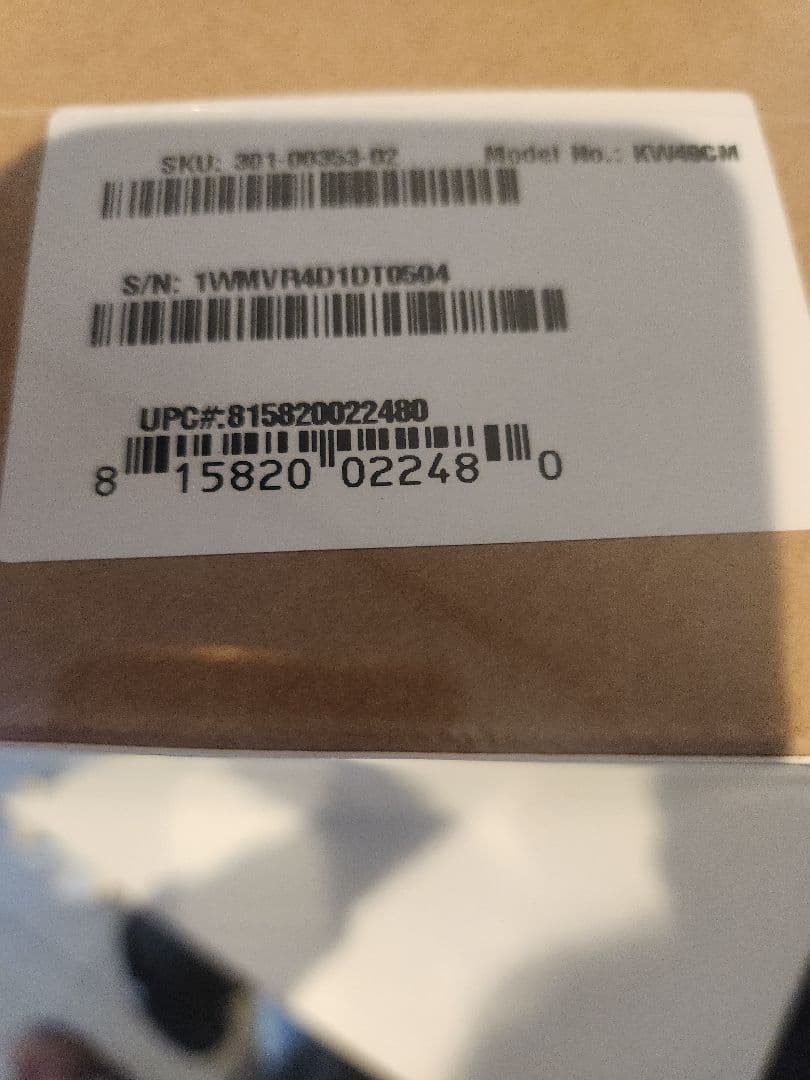 SKU: 301-00353-02
Model No.: KW49CM
S/N: 1WMVR4D1DT0504
UPC#:815820022480
8 15820 02248 0